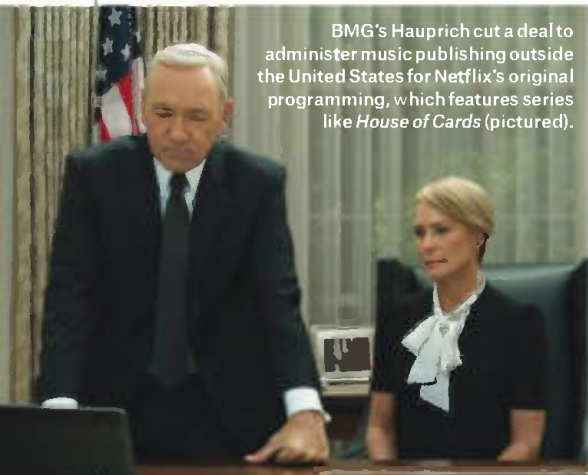 BMG's Hauprich cut a deal to
administer music publishing outside
the United States for Netflix's original
programming, which features series
like House of Cards (pictured).